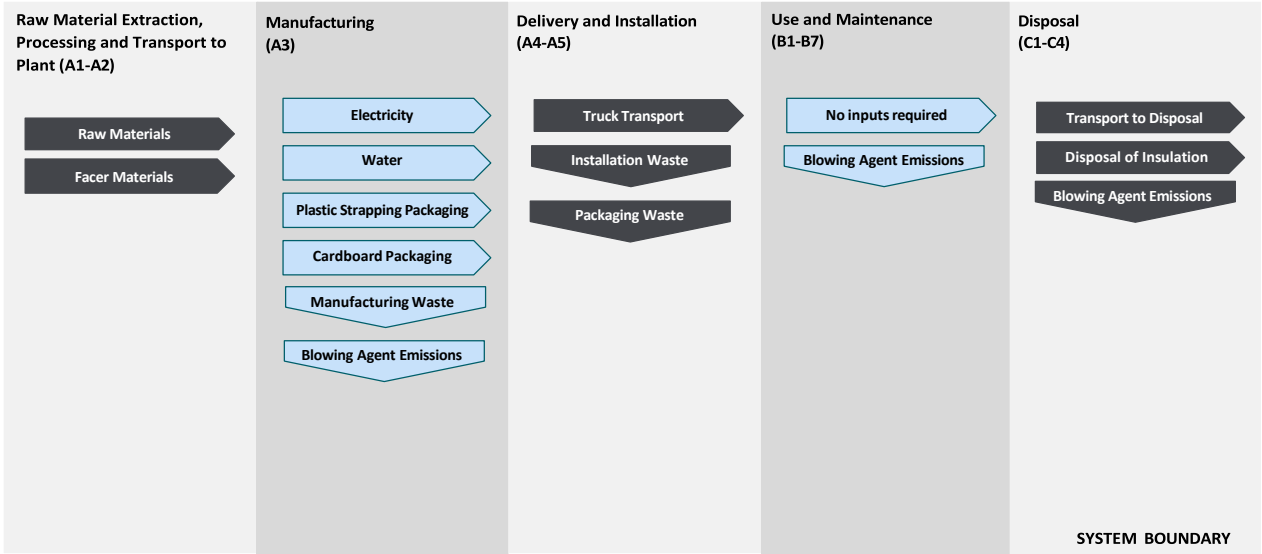 Raw Material Extraction,
Processing and Transport to
Plant (A1-A2)
Raw Materials
Facer Materials
Manufacturing
(A3)
Electricity
Water
Plastic Strapping Packaging
Cardboard Packaging
Manufacturing Waste
Blowing Agent Emissions
Delivery and Installation
(A4-A5)
Truck Transport
Installation Waste
Packaging Waste
Use and Maintenance
(B1-B7)
No inputs required
Blowing Agent Emissions
Disposal
(C1-C4)
Transport to Disposal
Disposal of Insulation
Blowing Agent Emissions
SYSTEM BOUNDARY